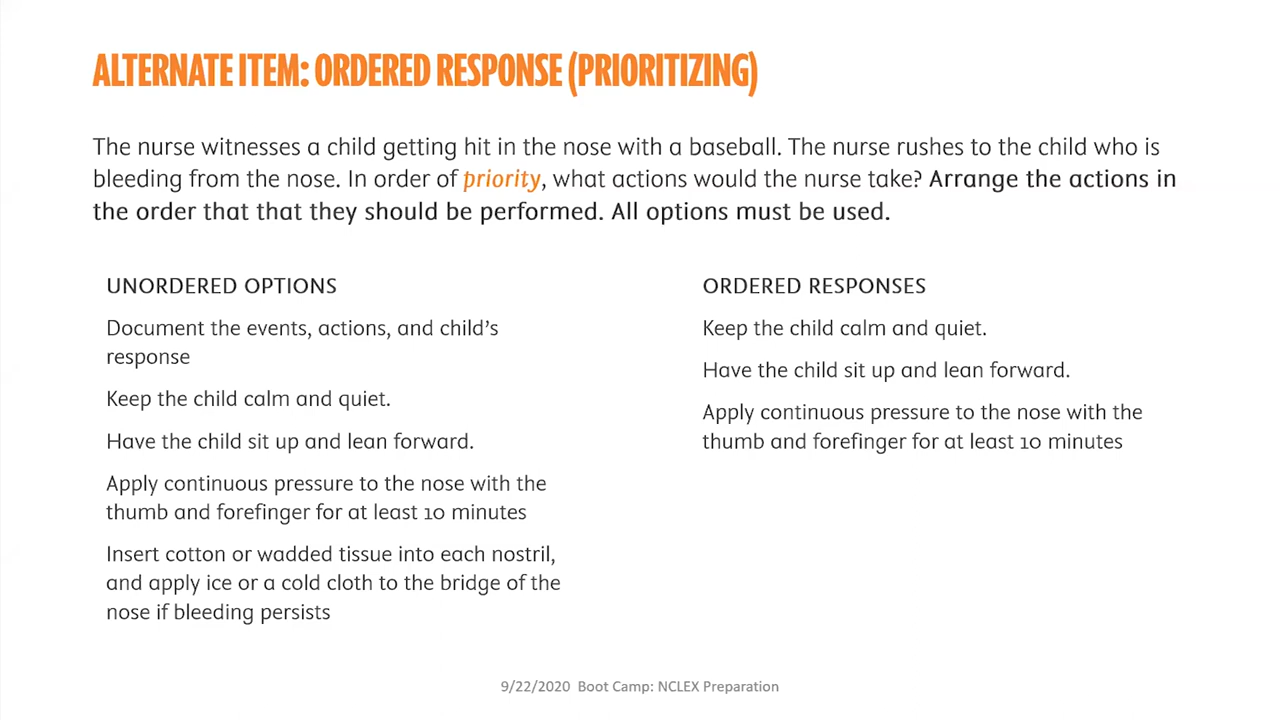 ALTERNATE ITEM: ORDERED RESPONSE (PRIORITIZING)
The nurse witnesses a child getting hit in the nose with a baseball. The nurse rushes to the child who is
bleeding from the nose. In order of priority, what actions would the nurse take? Arrange the actions in
the order that that they should be performed. All options must be used.
UNORDERED OPTIONS
Document the events, actions, and child's
response
Keep the child calm and quiet.
Have the child sit up and lean forward.
Apply continuous pressure to the nose with the
thumb and forefinger for at least 10 minutes
Insert cotton or wadded tissue into each nostril,
and apply ice or a cold cloth to the bridge of the
nose if bleeding persists
ORDERED RESPONSES
Keep the child calm and quiet.
Have the child sit up and lean forward.
Apply continuous pressure to the nose with the
thumb and forefinger for at least 10 minutes
9/22/2020 Boot Camp: NCLEX Preparation